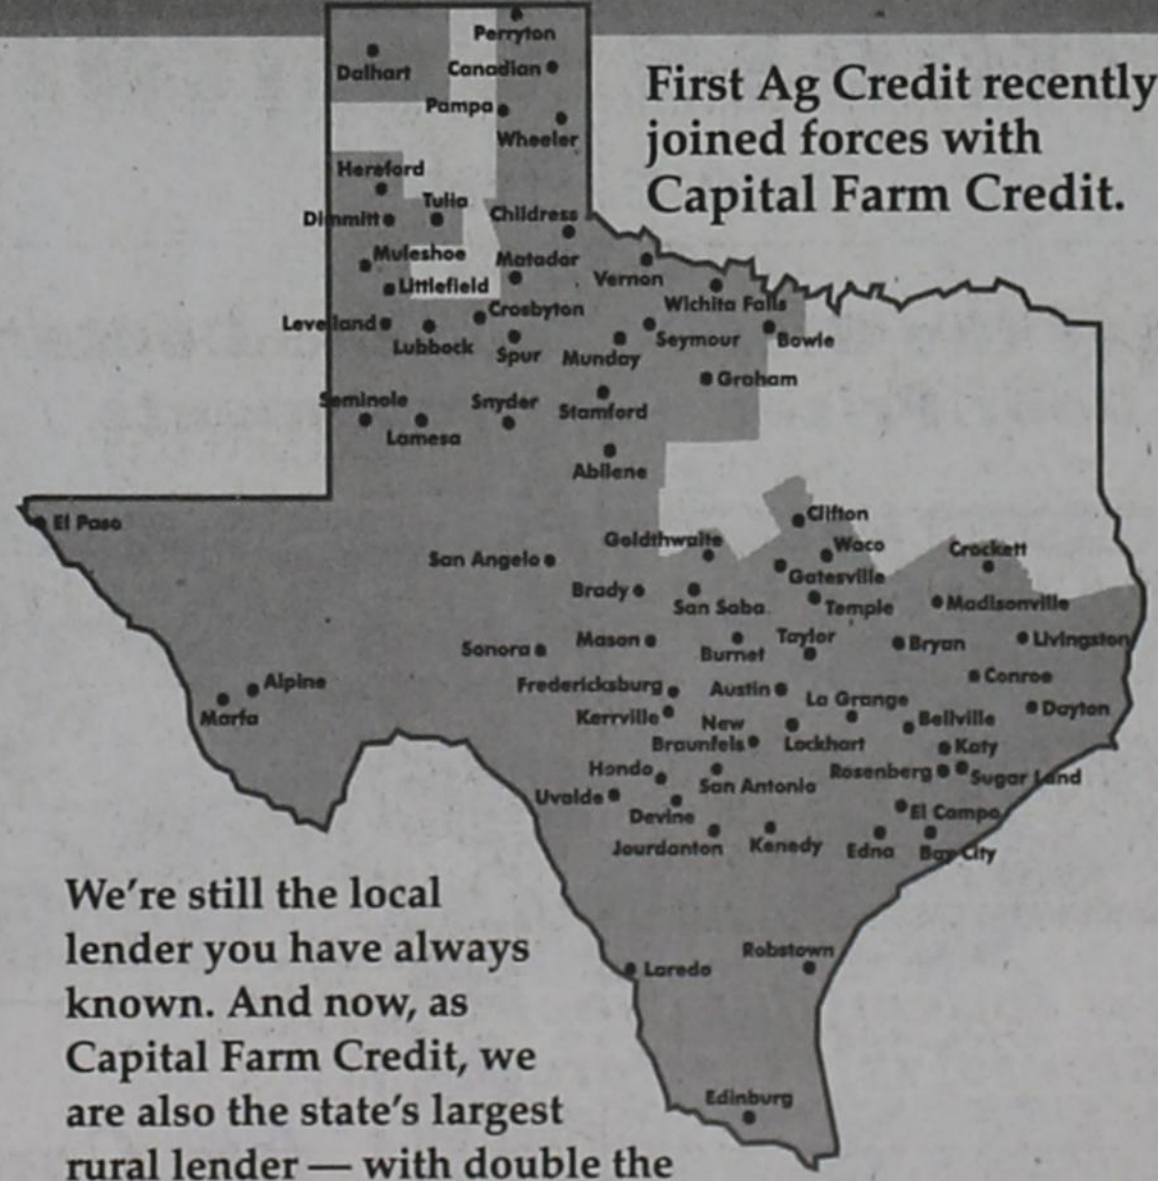 Perryton
Dalhart
Canadian
First Ag Credit recently
joined forces with
Capital Farm Credit.
Pampa
Wheeler
Hereford
Tulia
Dimmitt
Childress
Muleshoe
Matador
Vernon
Littlefield
Wichita Falls
Crosbyton
Levelland
Lubbock
Spur
Munday
Seymour
Bowie
Graham
Seminole
Snyder
Stamford
Lamesa
Abilene
El Paso
Clifton
Goldthwaite
Waco
Crockett
San Angelo
Gatesville
Brady
San Saba
Temple
Madisonville
Sonora
Mason
Burnet
Taylor
Bryan
Livingston
Alpine
Marfa
Fredericksburg
Austin
La Grange
Conroe
Kerrville
New
Braunfels
Lockhart
Bellville
Dayton
Katy
Hondo
San Antonio
Rosenberg
Sugar Land
Uvalde
Devine
El Campo
Jourdanton
Kenedy
Edna
Bay City
Robstown
Laredo
Edinburg
We're still the local
lender you have always
known. And now, as
Capital Farm Credit, we
are also the state's largest
rural lender — with double the